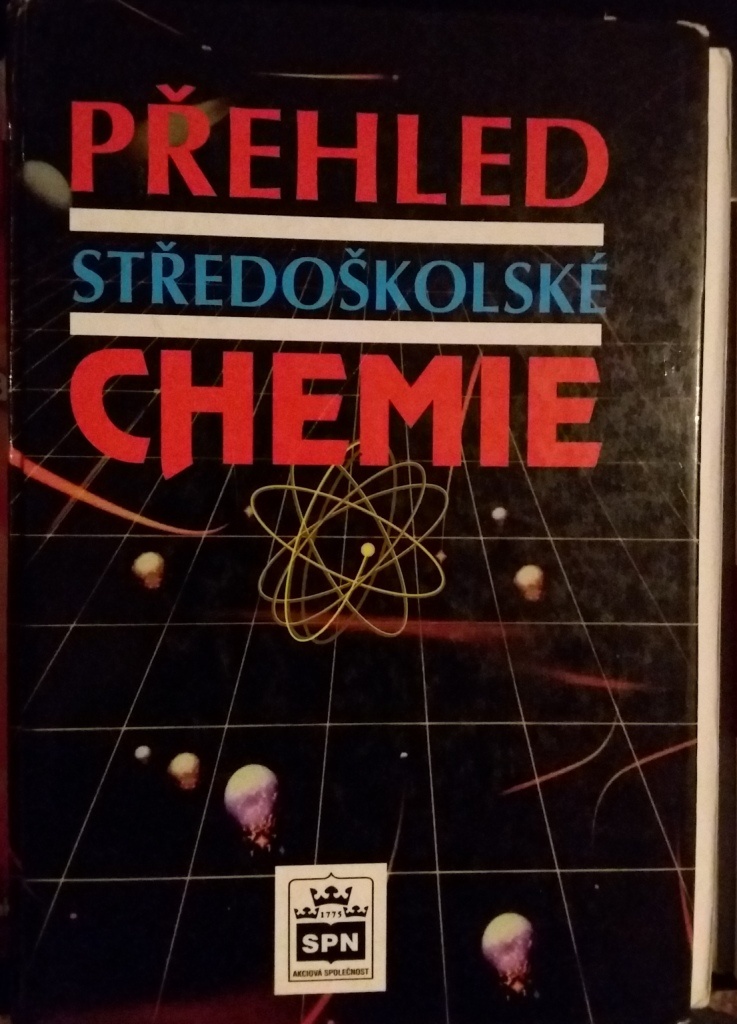 PŘEHLED
STŘEDOŠKOLSKÉ
CHEMIE
1775
SPN
AKCIOVÁ SPOLEČNOST